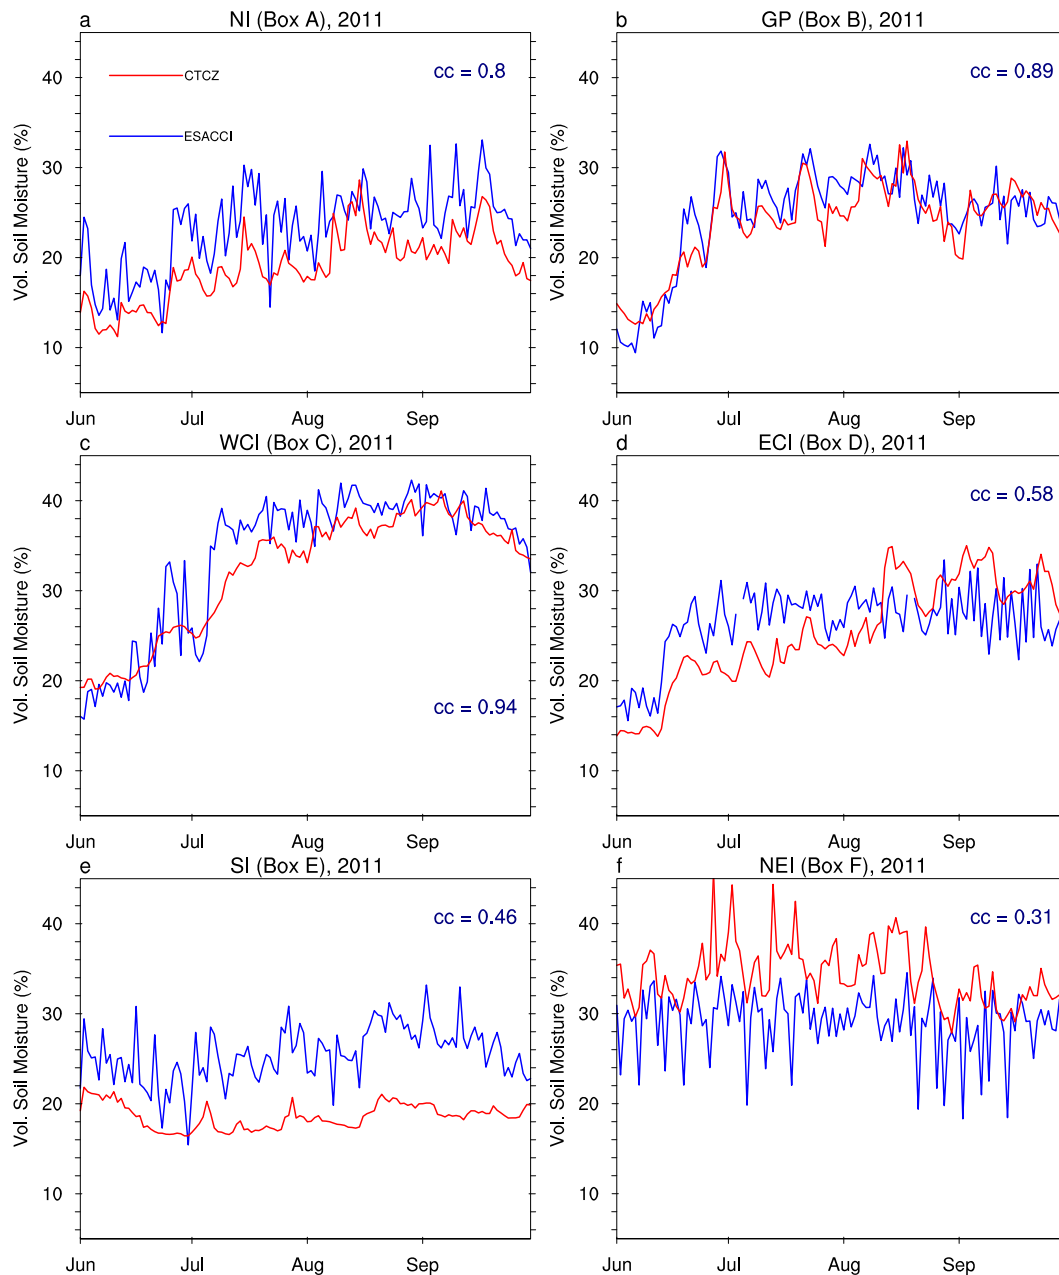 a NI (Box A), 2011
cc = 0.8
CTCZ
ESACCI
Vol. Soil Moisture (%)
40
30
20
10
Jun Jul Aug Sep
b GP (Box B), 2011
cc = 0.89
Vol. Soil Moisture (%)
40
30
20
10
Jun Jul Aug Sep
c WCI (Box C), 2011
cc = 0.94
Vol. Soil Moisture (%)
40
30
20
10
Jun Jul Aug Sep
d ECI (Box D), 2011
cc = 0.58
Vol. Soil Moisture (%)
40
30
20
10
Jun Jul Aug Sep
e SI (Box E), 2011
cc = 0.46
Vol. Soil Moisture (%)
40
30
20
10
Jun Jul Aug Sep
f NEI (Box F), 2011
cc = 0.31
Vol. Soil Moisture (%)
40
30
20
10
Jun Jul Aug Sep